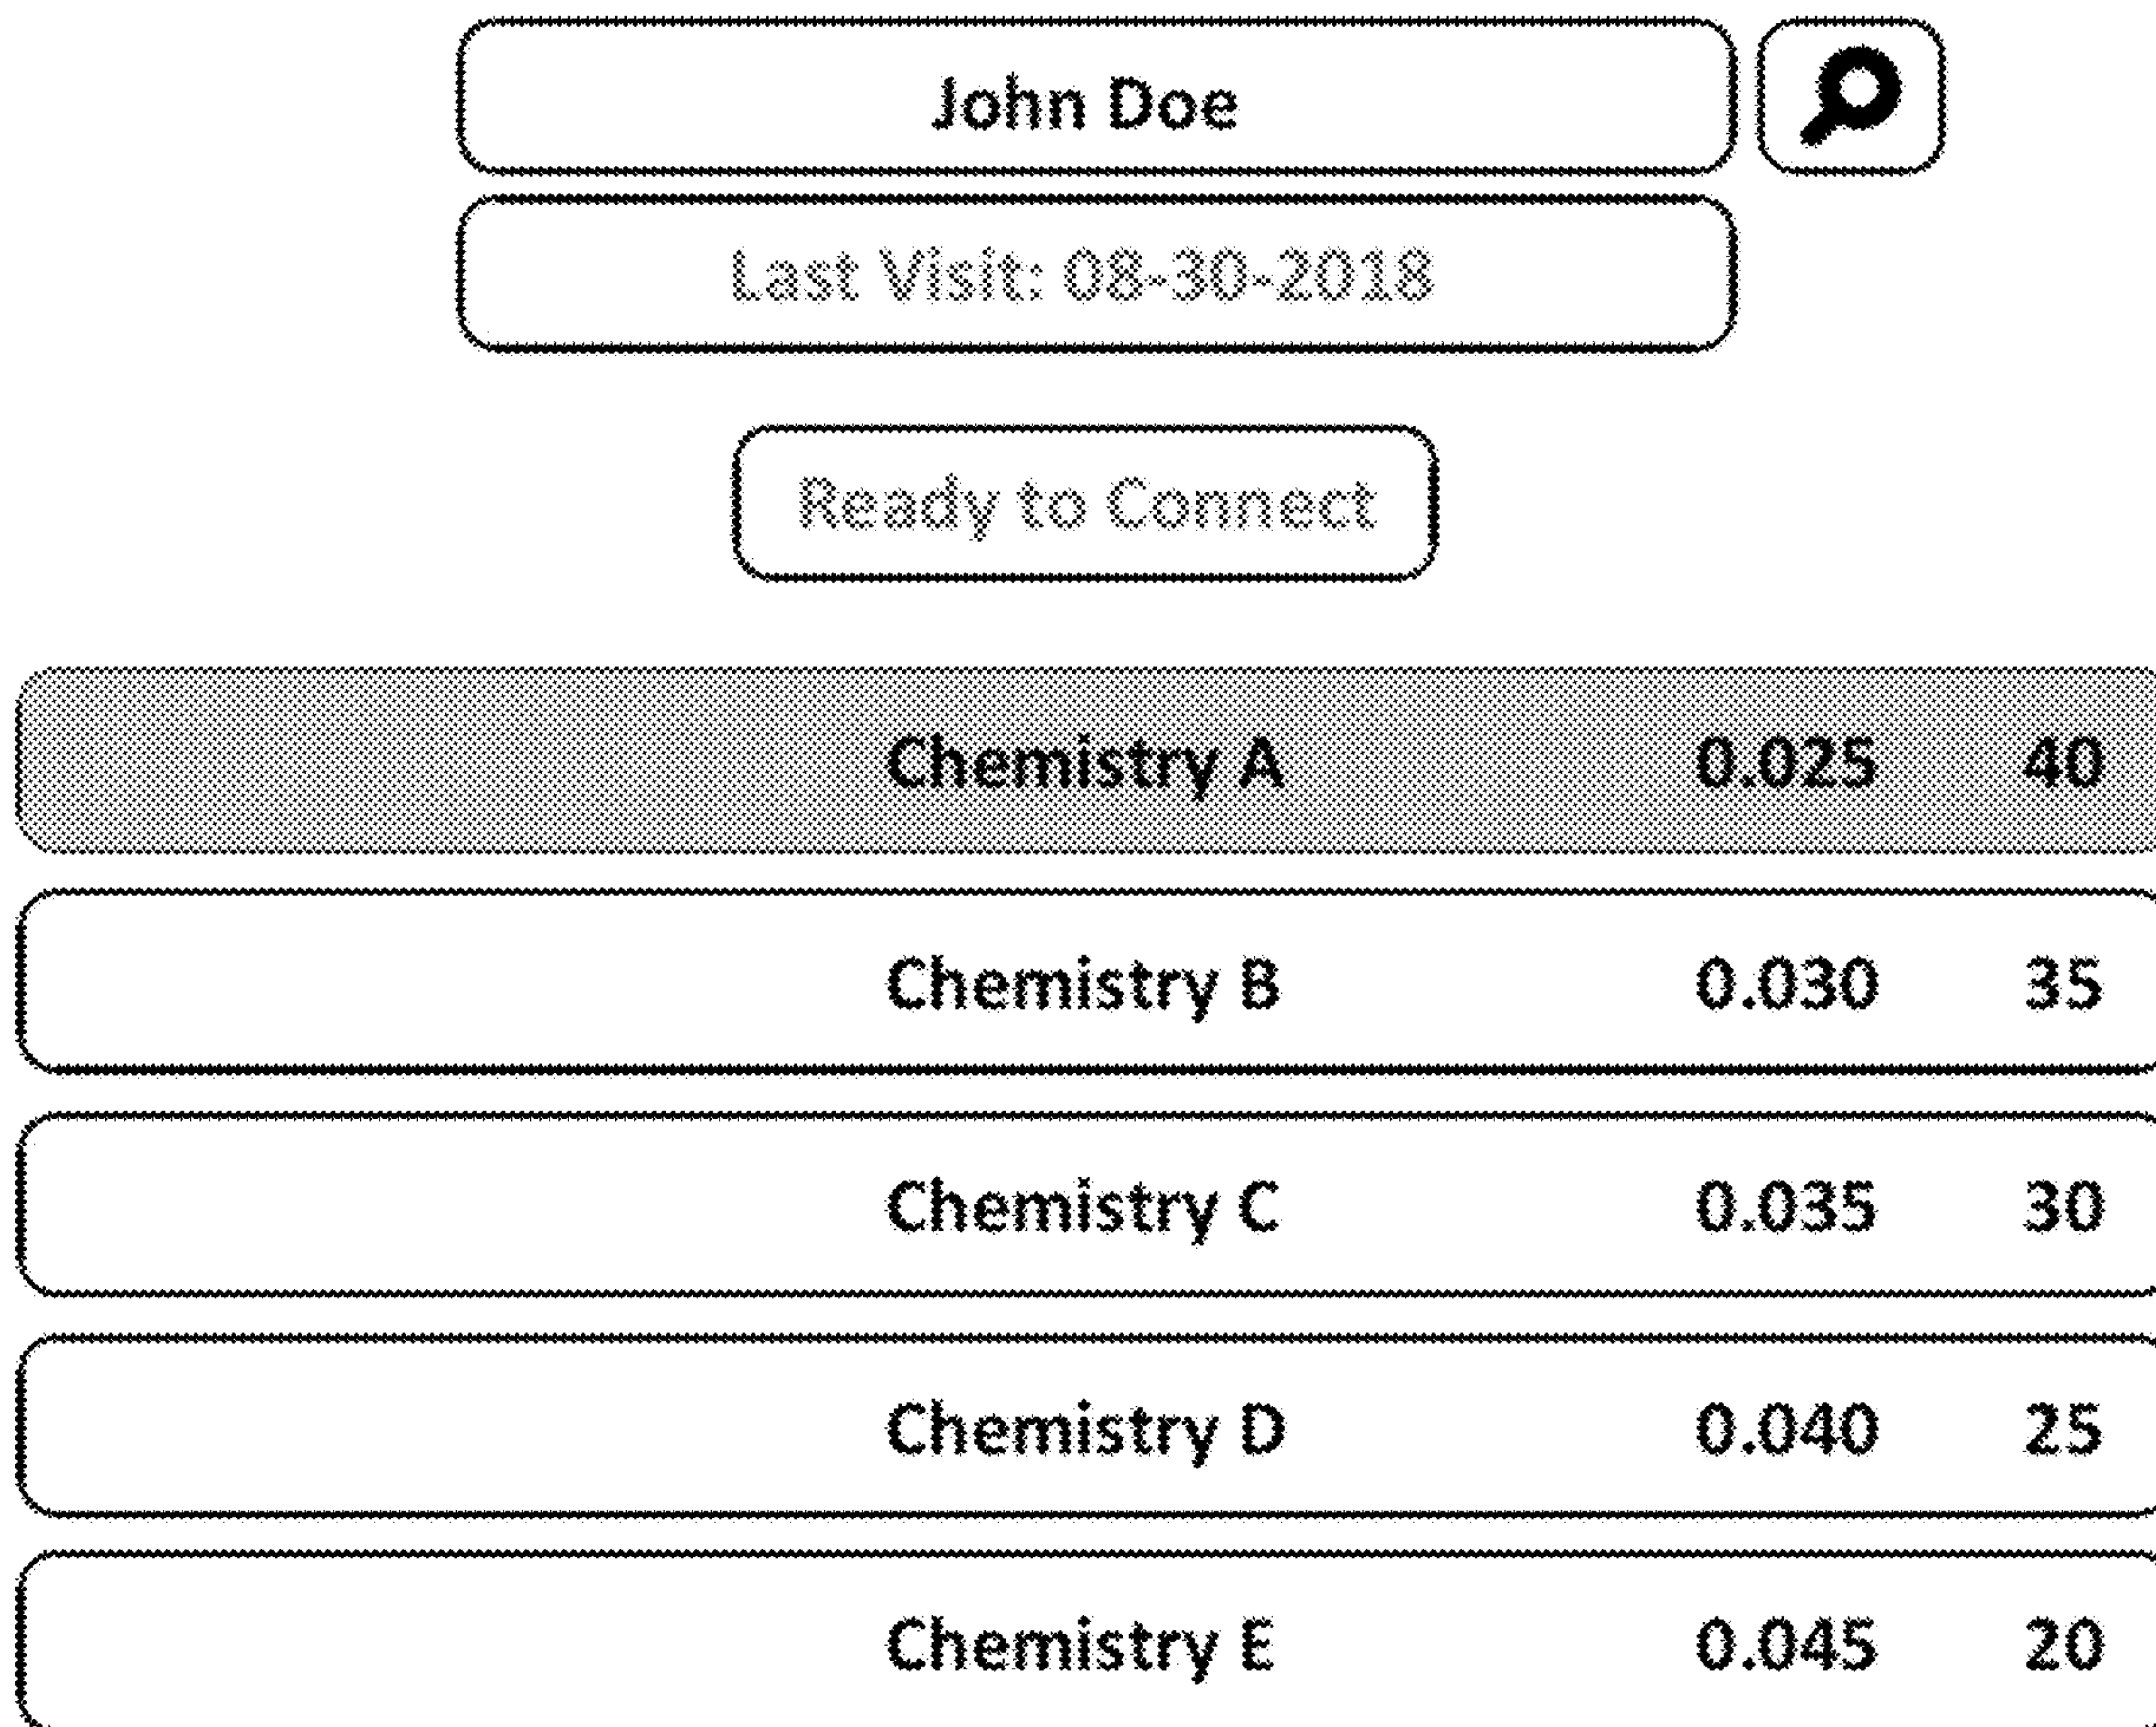 John Doe
Last Visit: 08-30-2018
Ready to Connect
Chemistry A 0.025 40
Chemistry B 0.030 35
Chemistry C 0.035 30
Chemistry D 0.040 25
Chemistry E 0.045 20